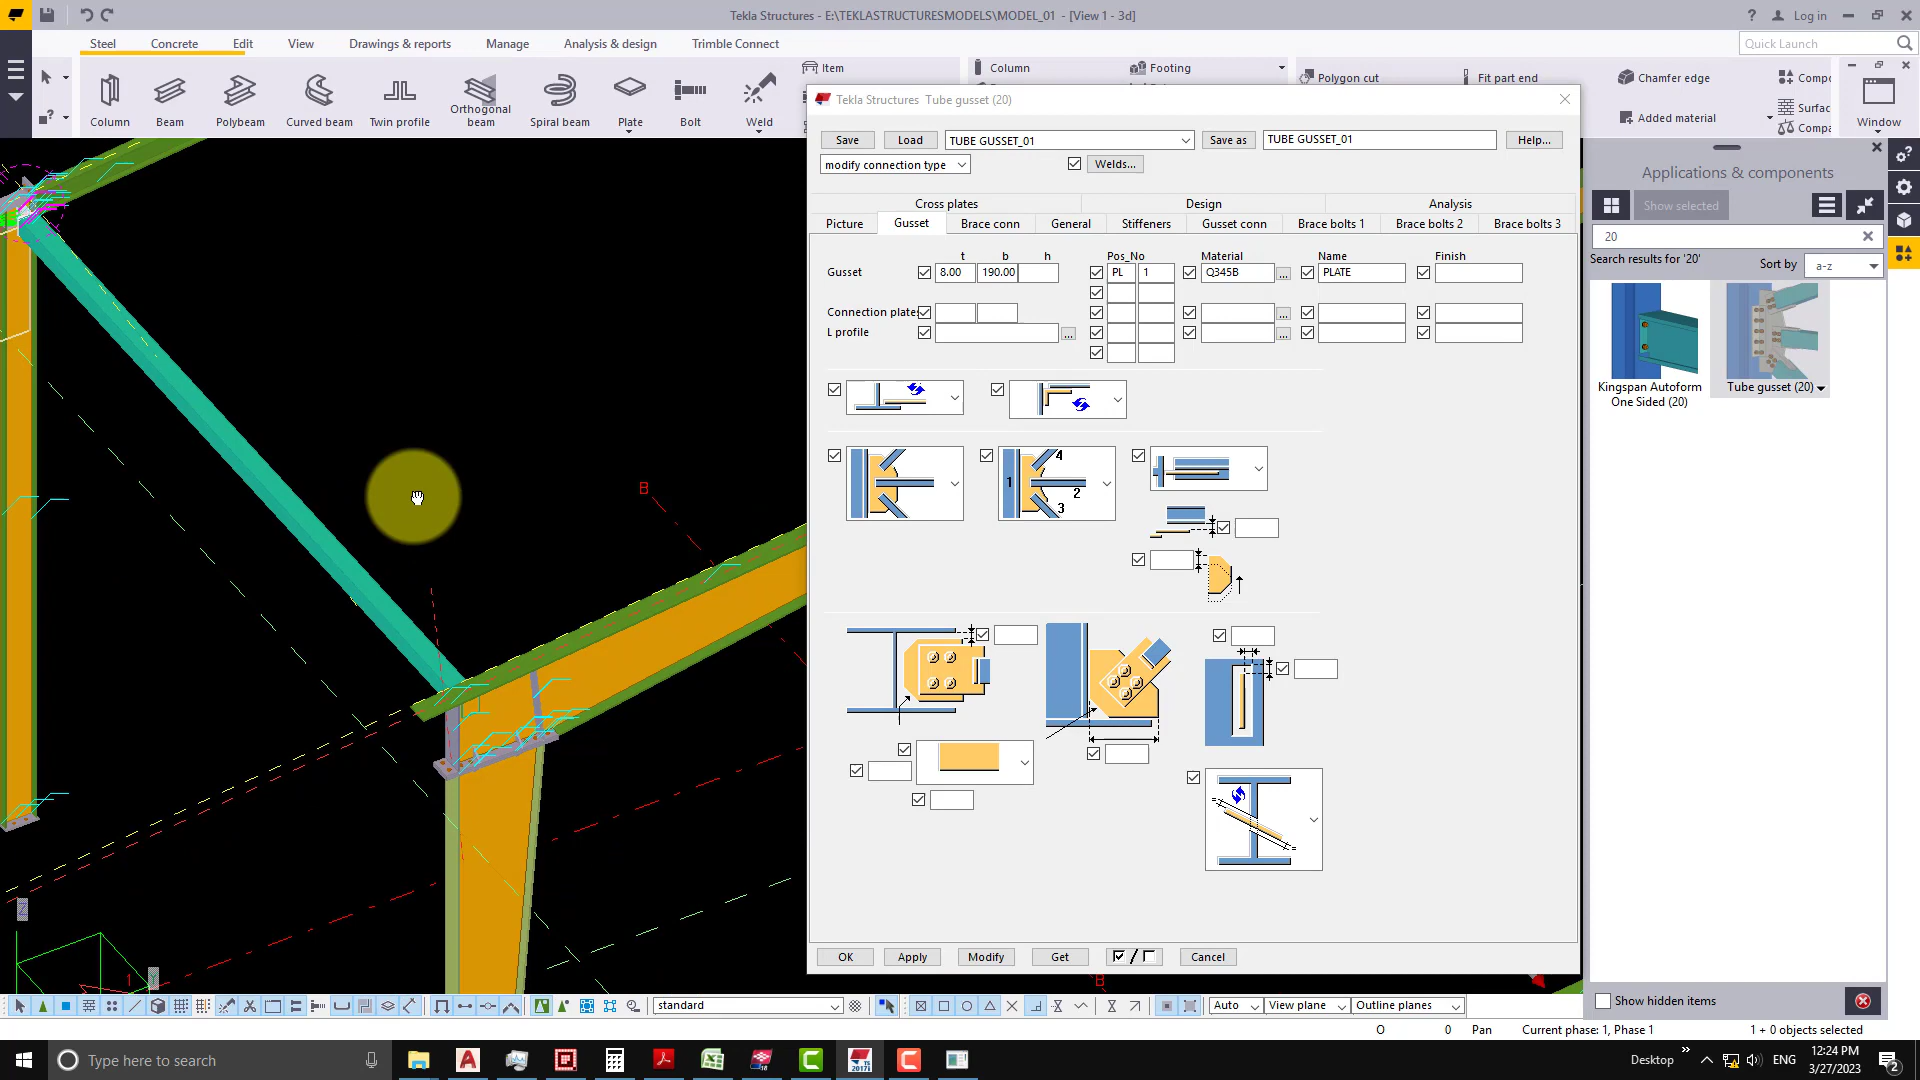 Tekla Structures - E:\TEKLASTRUCTURESMODELS\MODEL_01 - [View 1 - 3d]
? Log in
Steel Concrete Edit View Drawings & reports Manage Analysis & design Trimble Connect
Quick Launch
Item Column Footing Polygon cut Fit part end Chamfer edge Compo
Column Beam Polybeam Curved beam Twin profile Orthogonal beam Spiral beam Plate Bolt Weld
Added material Surfac Compa Window
Tekla Structures Tube gusset (20)
Save Load TUBE GUSSET_01 Save as TUBE GUSSET_01 Help...
modify connection type Welds...
Cross plates Design Analysis
Picture Gusset Brace conn General Stiffeners Gusset conn Brace bolts 1 Brace bolts 2 Brace bolts 3
t b h Pos_No Material Name Finish
Gusset 8.00 190.00 PL 1 Q345B ... PLATE
Connection plates ...
L profile ... ...
1 4 2 3
OK Apply Modify Get / Cancel
Applications & components
Show selected
20
Search results for '20' Sort by a-z
Kingspan Autoform One Sided (20)
Tube gusset (20)
Show hidden items
B
B
1
Z
standard Auto View plane Outline planes
O 0 Pan Current phase: 1, Phase 1 1 + 0 objects selected
Type here to search
Desktop ENG
12:24 PM
3/27/2023
2